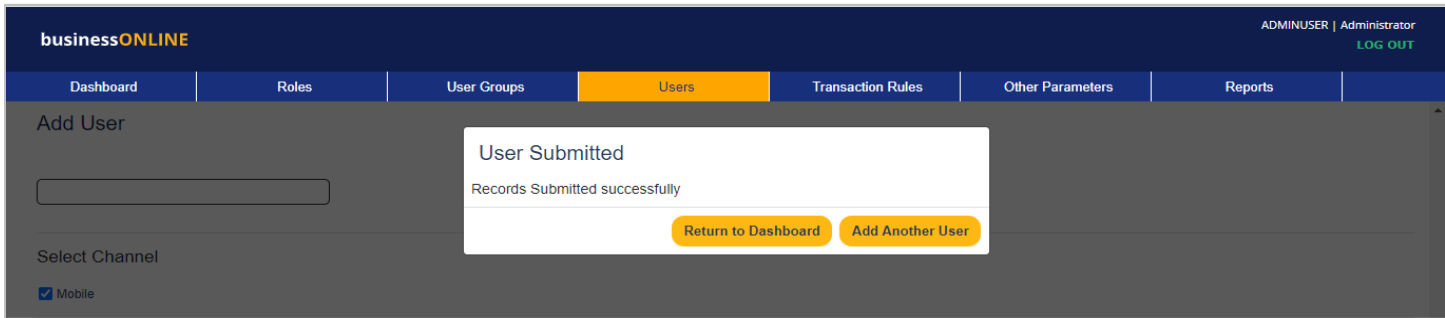 ADMINUSER | Administrator
businessONLINE
LOG OUT
Dashboard Roles User Groups Users Transaction Rules Other Parameters Reports
Add User
User Submitted
Records Submitted successfully
Return to Dashboard Add Another User
Select Channel
Mobile